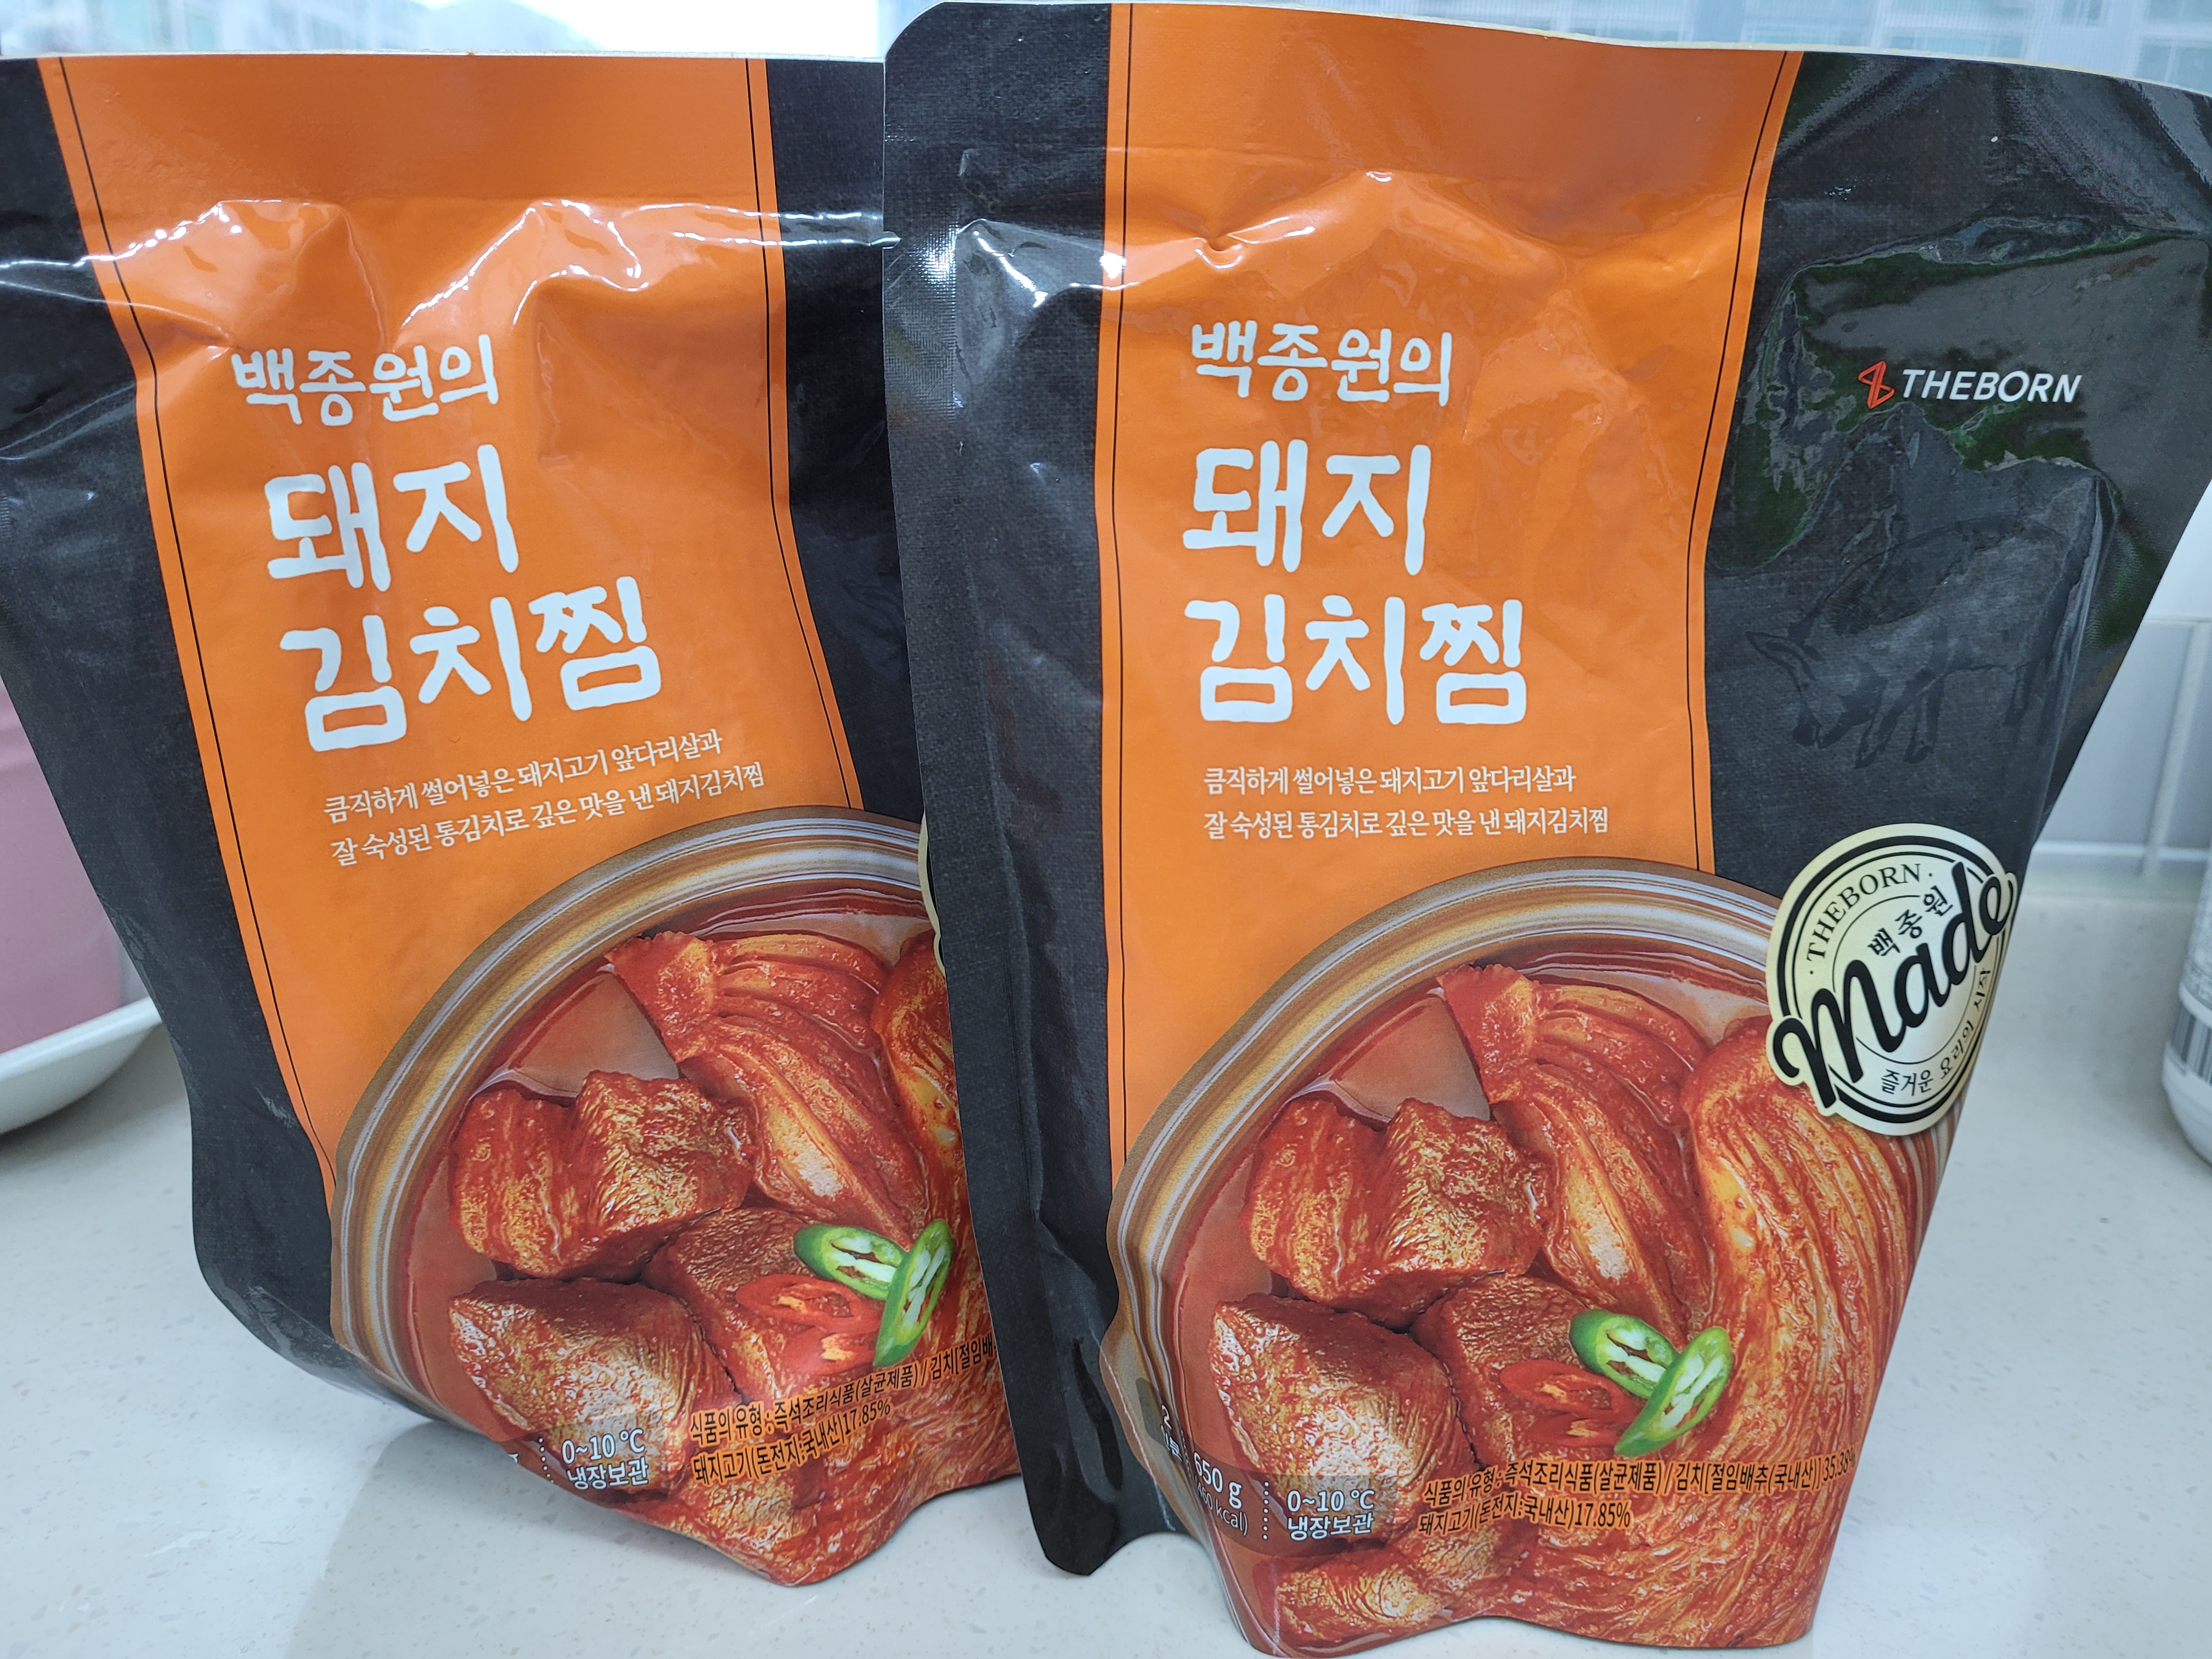 백종원의
돼지
김치찜
큼직하게 썰어넣은 돼지고기 앞다리살과
잘 숙성된 통김치로 깊은 맛을 낸 돼지김치찜
0~10 ℃
냉장보관
식품의 유형 : 즉석조리식품(살균제품) / 김치[절임배
돼지고기(돈전지:국내산)17.85%
백종원의
돼지
김치찜
큼직하게 썰어넣은 돼지고기 앞다리살과
잘 숙성된 통김치로 깊은 맛을 낸 돼지김치찜
THEBORN
THEBORN
백종원
Made
즐거운 요리의 시작
650 g
kcal)
0~10 ℃
냉장보관
식품의 유형 : 즉석조리식품(살균제품) / 김치[절임배추(국내산)]35.38%
돼지고기(돈전지:국내산)17.85%